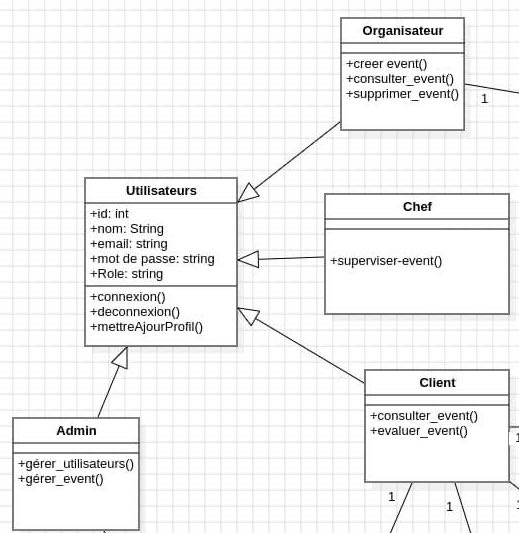 Organisateur
+creer event()
+consulter_event()
+supprimer_event()
1
Utilisateurs
+id: int
+nom: String
+email: string
+mot de passe: string
+Role: string
+connexion()
+deconnexion()
+mettreAjourProfil()
Chef
+superviser-event()
Client
+consulter_event()
+evaluer_event()
1
1
1
1
Admin
+gérer_utilisateurs()
+gérer_event()